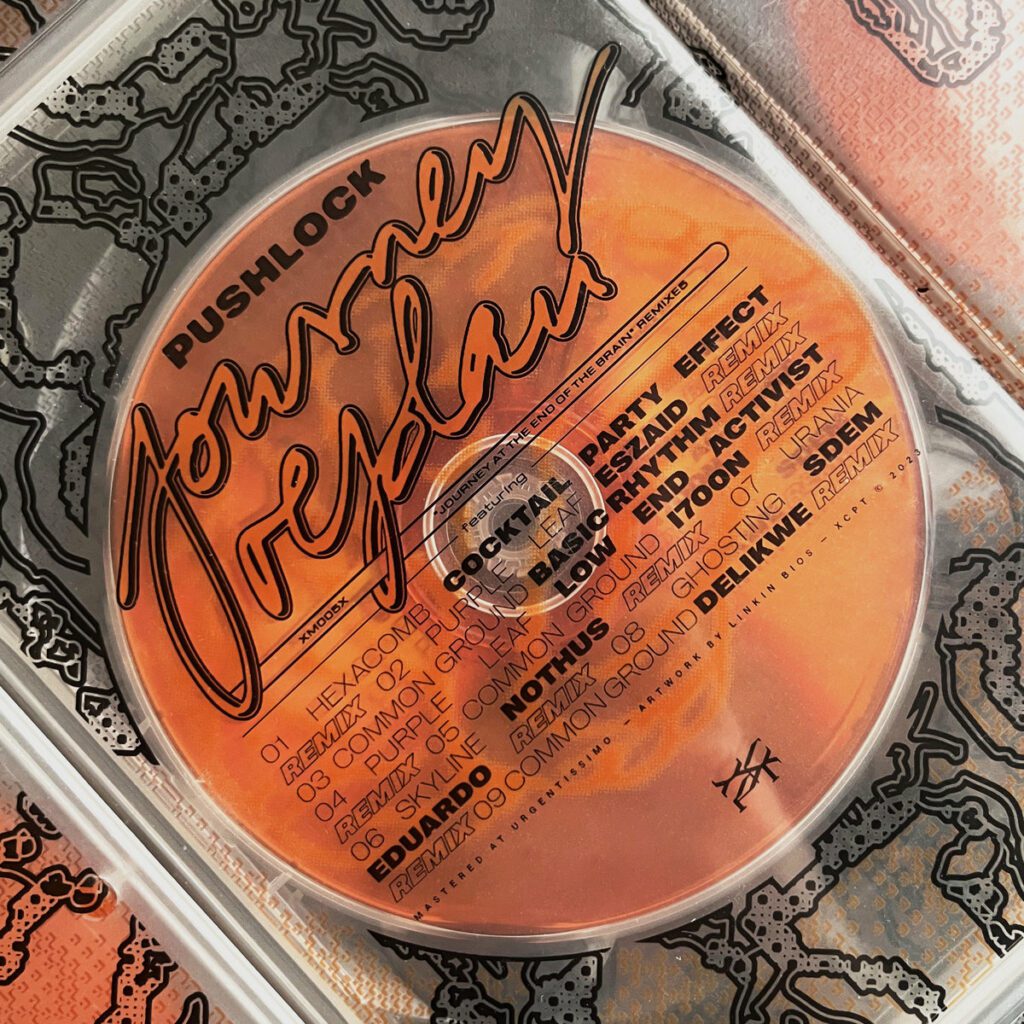 PUSHLOCK
Journey
XM005X "JOURNEY AT THE END OF THE BRAIN" REMIXES
featuring
01 HEXACOMB COCKTAIL PARTY EFFECT
REMIX 02 PURPLE LEAF ESZAID REMIX
03 COMMON GROUND BASIC RHYTHM REMIX
04 PURPLE LEAF LOW END ACTIVIST
REMIX 05 COMMON GROUND I700N REMIX
06 SKYLINE NOTHUS REMIX 07 URANIA
EDUARDO REMIX 08 GHOSTING SDEM
REMIX 09 COMMON GROUND DELIKWE REMIX
MASTERED AT URGENTISSIMO — ARTWORK BY LINKIN BIOS — XCPT © 2023